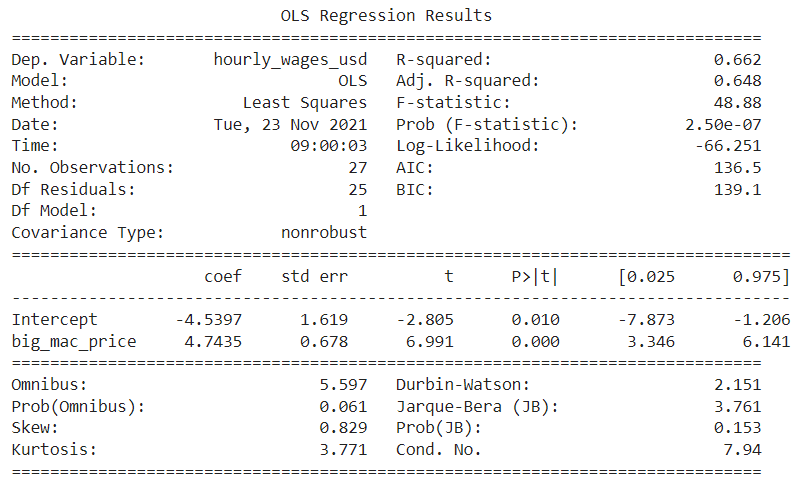 OLS Regression Results
==============================================================================
Dep. Variable:       hourly_wages_usd   R-squared:                       0.662
Model:                            OLS   Adj. R-squared:                  0.648
Method:                 Least Squares   F-statistic:                     48.88
Date:                Tue, 23 Nov 2021   Prob (F-statistic):           2.50e-07
Time:                        09:00:03   Log-Likelihood:                -66.251
No. Observations:                  27   AIC:                             136.5
Df Residuals:                      25   BIC:                             139.1
Df Model:                           1
Covariance Type:            nonrobust
=================================================================================
                    coef    std err          t      P>|t|      [0.025      0.975]
---------------------------------------------------------------------------------
Intercept        -4.5397      1.619     -2.805      0.010      -7.873      -1.206
big_mac_price     4.7435      0.678      6.991      0.000       3.346       6.141
==============================================================================
Omnibus:                        5.597   Durbin-Watson:                   2.151
Prob(Omnibus):                  0.061   Jarque-Bera (JB):                3.761
Skew:                           0.829   Prob(JB):                        0.153
Kurtosis:                       3.771   Cond. No.                         7.94
==============================================================================